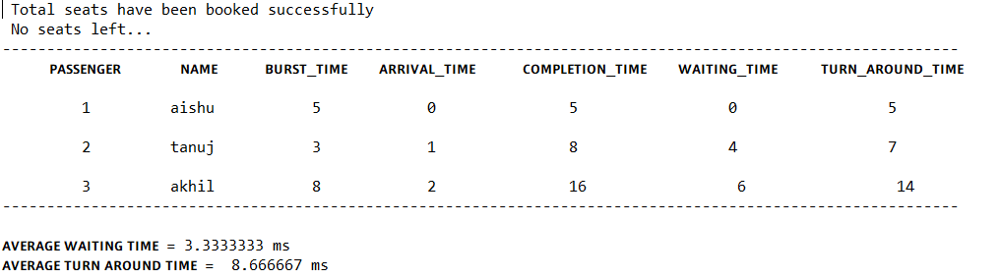 Total seats have been booked successfully
No seats left...
---------------------------------------------------------------------------------------------------------------------
PASSENGER NAME BURST_TIME ARRIVAL_TIME COMPLETION_TIME WAITING_TIME TURN_AROUND_TIME
1 aishu 5 0 5 0 5
2 tanuj 3 1 8 4 7
3 akhil 8 2 16 6 14
---------------------------------------------------------------------------------------------------------------------
AVERAGE WAITING TIME = 3.3333333 ms
AVERAGE TURN AROUND TIME = 8.666667 ms